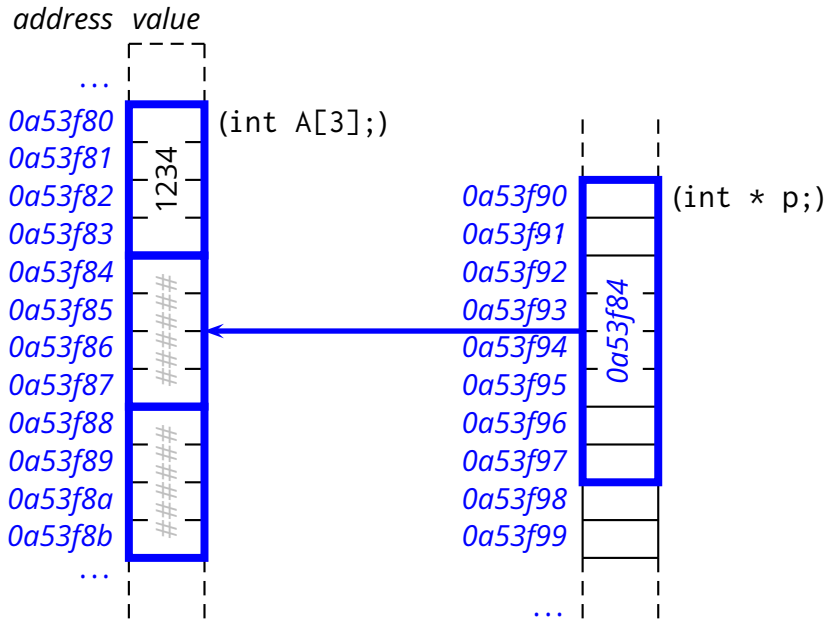 address value
...
0a53f80 (int A[3];)
0a53f81
0a53f82
0a53f83
1234
0a53f84
0a53f85
0a53f86
0a53f87
######
0a53f88
0a53f89
0a53f8a
0a53f8b
######
...
0a53f90 (int * p;)
0a53f91
0a53f92
0a53f93
0a53f94
0a53f95
0a53f96
0a53f97
0a53f84
0a53f98
0a53f99
...